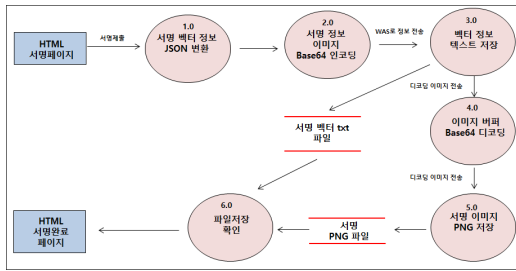 HTML
서명페이지
서명제출
1.0
서명 벡터 정보
JSON 변환
2.0
서명 정보
이미지
Base64 인코딩
WAS로 정보 전송
3.0
벡터 정보
텍스트 저장
디코딩 이미지 전송
4.0
이미지 버퍼
Base64 디코딩
디코딩 이미지 전송
5.0
서명 이미지
PNG 저장
서명 벡터 txt
파일
서명
PNG 파일
6.0
파일저장
확인
HTML
서명완료
페이지